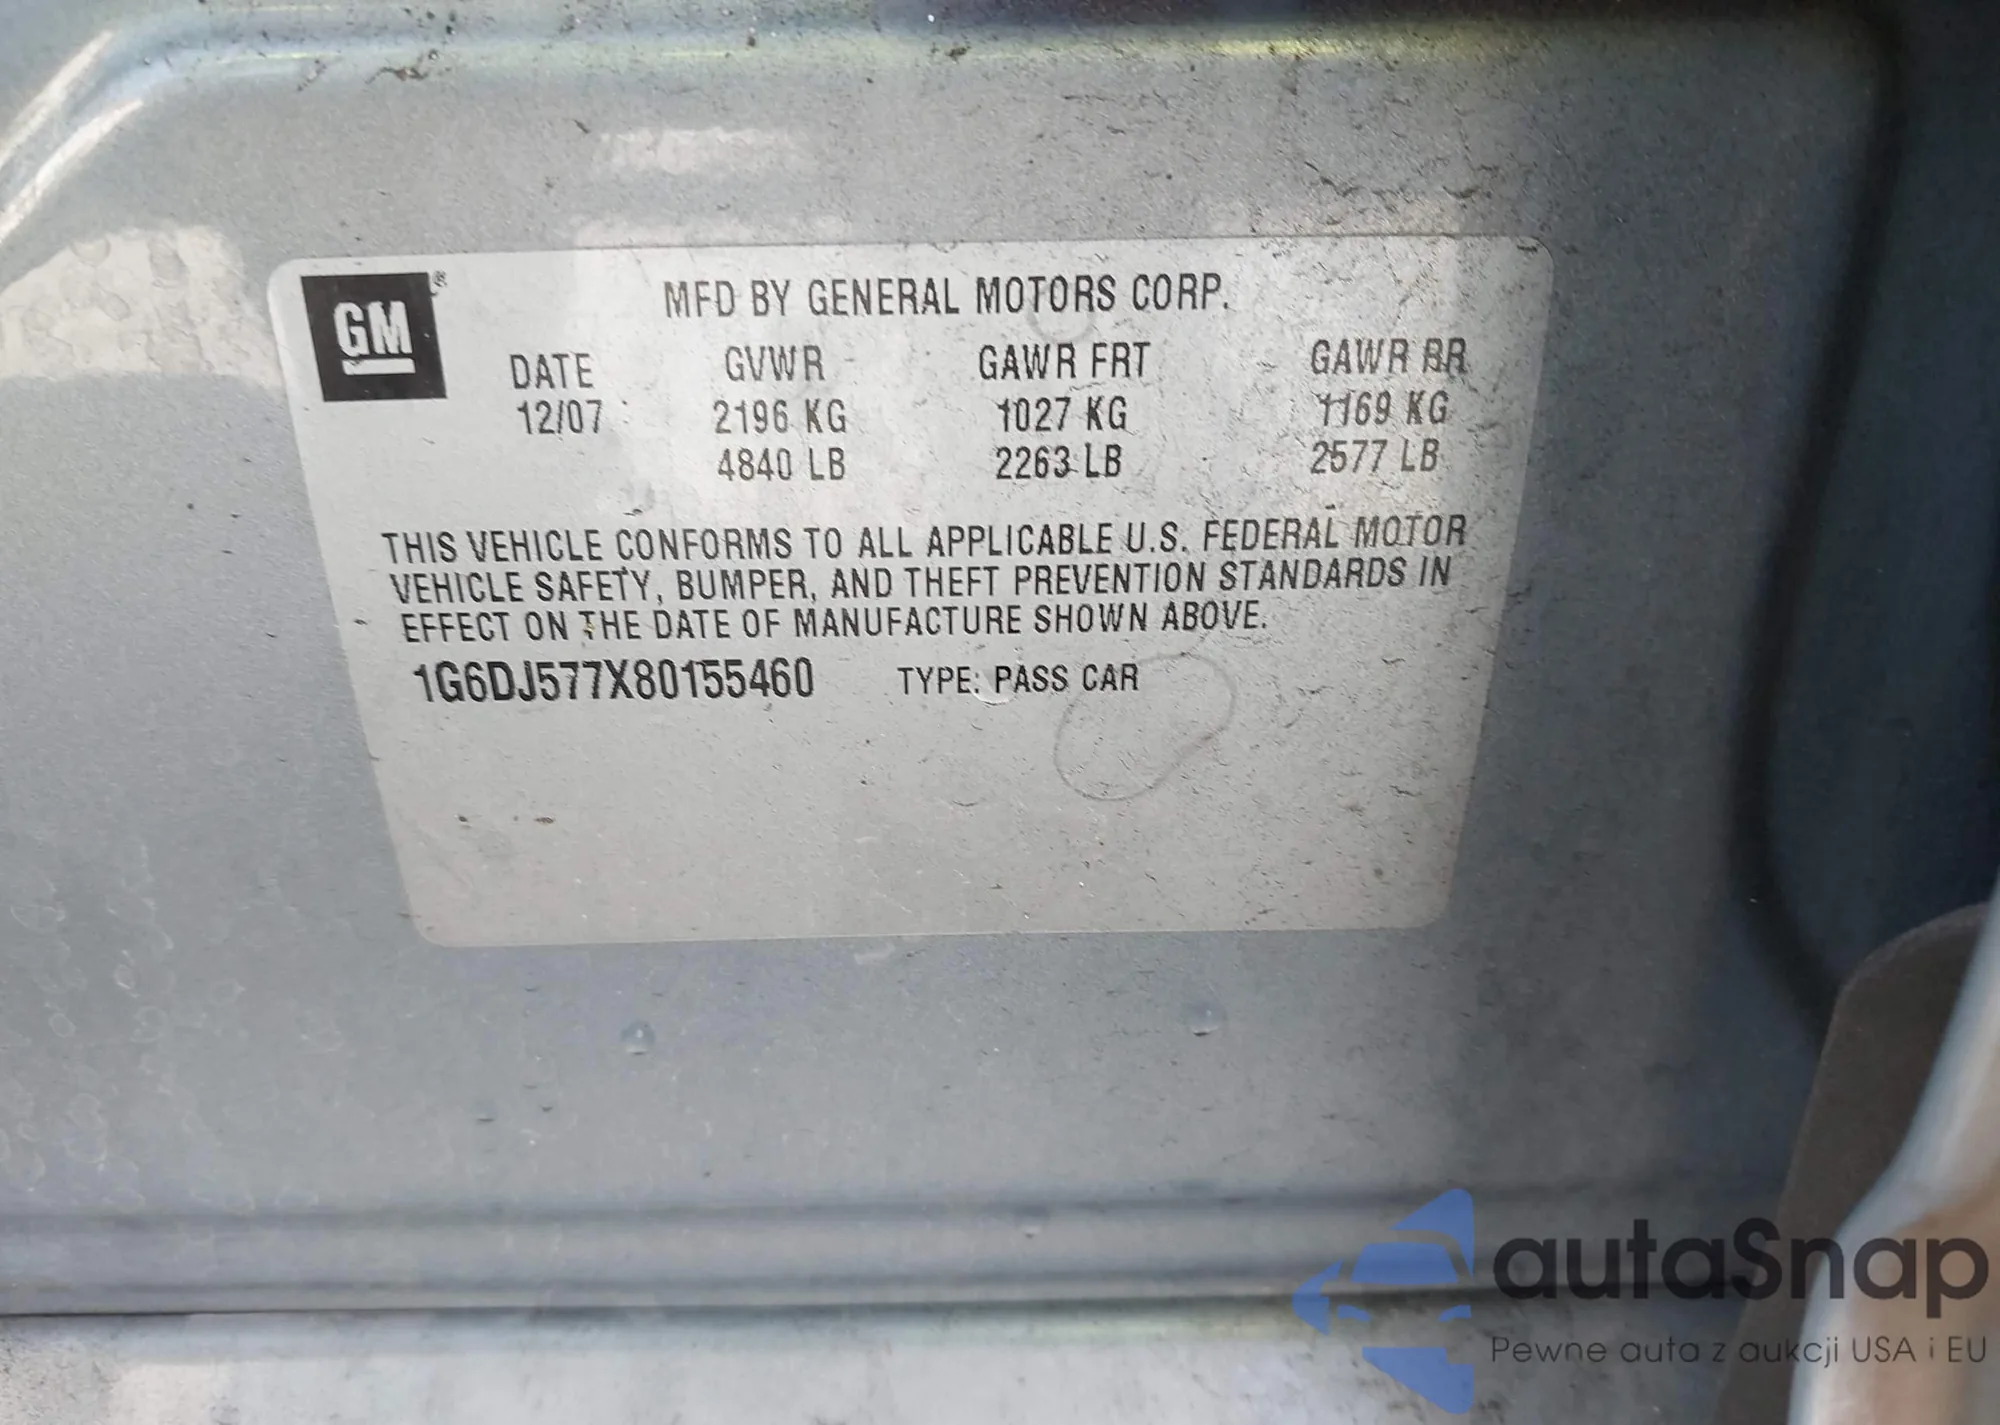 GM ®
MFD BY GENERAL MOTORS CORP.
DATE GVWR GAWR FRT GAWR RR
12/07 2196 KG 1027 KG 1169 KG
4840 LB 2263 LB 2577 LB
THIS VEHICLE CONFORMS TO ALL APPLICABLE U.S. FEDERAL MOTOR
VEHICLE SAFETY, BUMPER, AND THEFT PREVENTION STANDARDS IN
EFFECT ON THE DATE OF MANUFACTURE SHOWN ABOVE.
1G6DJ577X80155460 TYPE: PASS CAR
autaSnap
Pewne auta z aukcji USA i EU